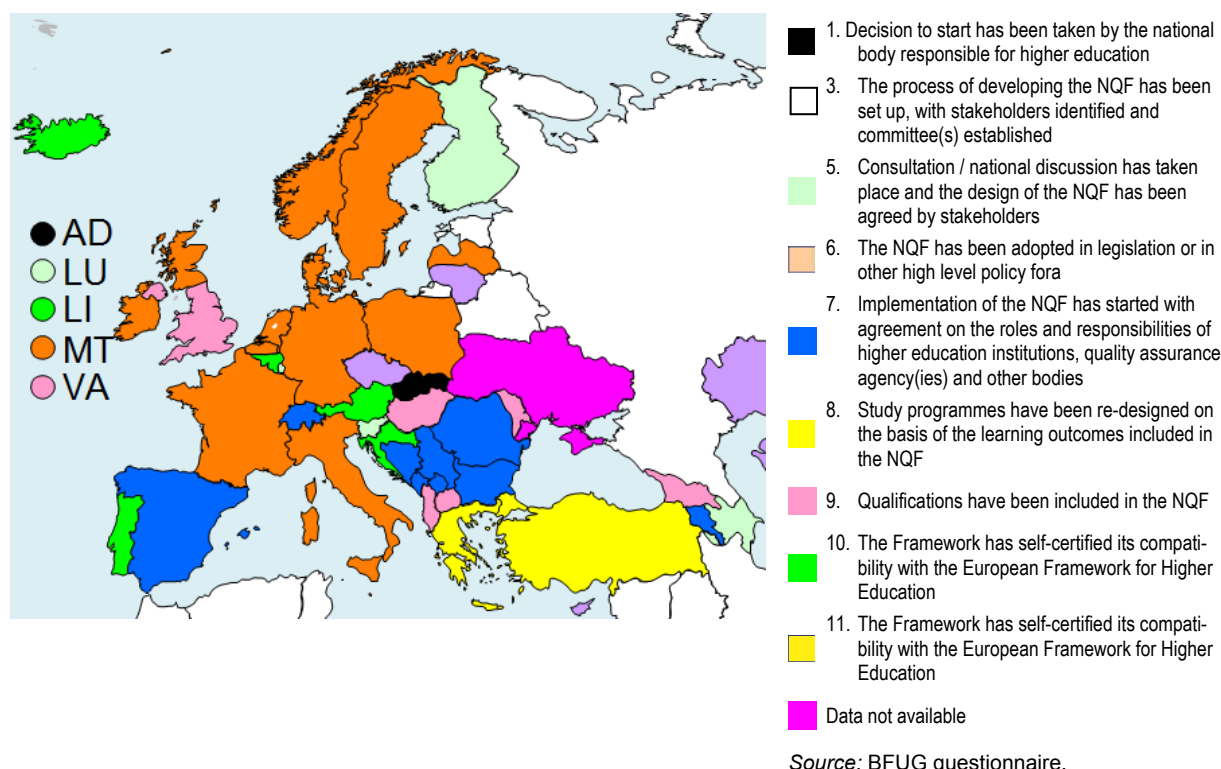 AD
LU
LI
MT
VA
1. Decision to start has been taken by the national
body responsible for higher education
3. The process of developing the NQF has been
set up, with stakeholders identified and
committee(s) established
5. Consultation / national discussion has taken
place and the design of the NQF has been
agreed by stakeholders
6. The NQF has been adopted in legislation or in
other high level policy fora
7. Implementation of the NQF has started with
agreement on the roles and responsibilities of
higher education institutions, quality assurance
agency(ies) and other bodies
8. Study programmes have been re-designed on
the basis of the learning outcomes included in
the NQF
9. Qualifications have been included in the NQF
10. The Framework has self-certified its compati-
bility with the European Framework for Higher
Education
11. The Framework has self-certified its compati-
bility with the European Framework for Higher
Education
Data not available
Source: BFUG questionnaire.